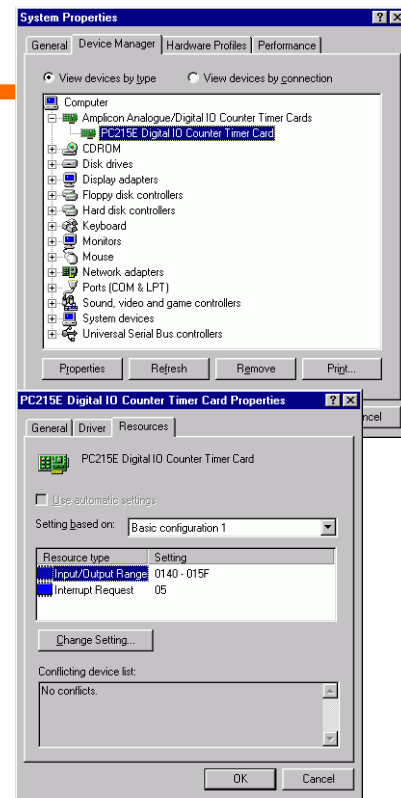 System Properties
General Device Manager Hardware Profiles Performance
View devices by type View devices by connection
Computer
Amplicon Analogue/Digital IO Counter Timer Cards
PC215E Digital IO Counter Timer Card
CDROM
Disk drives
Display adapters
Floppy disk controllers
Hard disk controllers
Keyboard
Monitors
Mouse
Network adapters
Ports (COM & LPT)
Sound, video and game controllers
System devices
Universal Serial Bus controllers
Properties Refresh Remove Print...
ncel
PC215E Digital IO Counter Timer Card Properties
General Driver Resources
PC215E Digital IO Counter Timer Card
Use automatic settings
Setting based on: Basic configuration 1
Resource type Setting
Input/Output Range 0140 - 015F
Interrupt Request 05
Change Setting...
Conflicting device list:
No conflicts.
OK Cancel